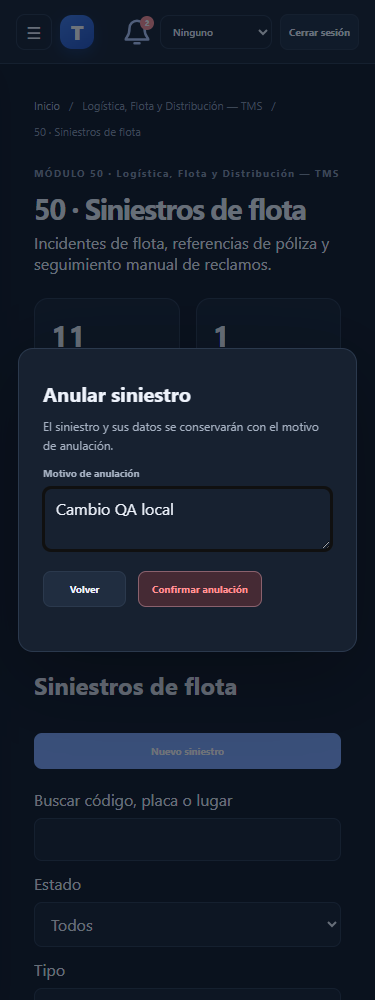 ☰ T 2 Ninguno Cerrar sesión
Inicio / Logística, Flota y Distribución — TMS /
50 · Siniestros de flota
MÓDULO 50 · Logística, Flota y Distribución — TMS
50 · Siniestros de flota
Incidentes de flota, referencias de póliza y
seguimiento manual de reclamos.
11 1
Anular siniestro
El siniestro y sus datos se conservarán con el motivo
de anulación.
Motivo de anulación
Cambio QA local
Volver Confirmar anulación
Siniestros de flota
Nuevo siniestro
Buscar código, placa o lugar
Estado
Todos
Tipo